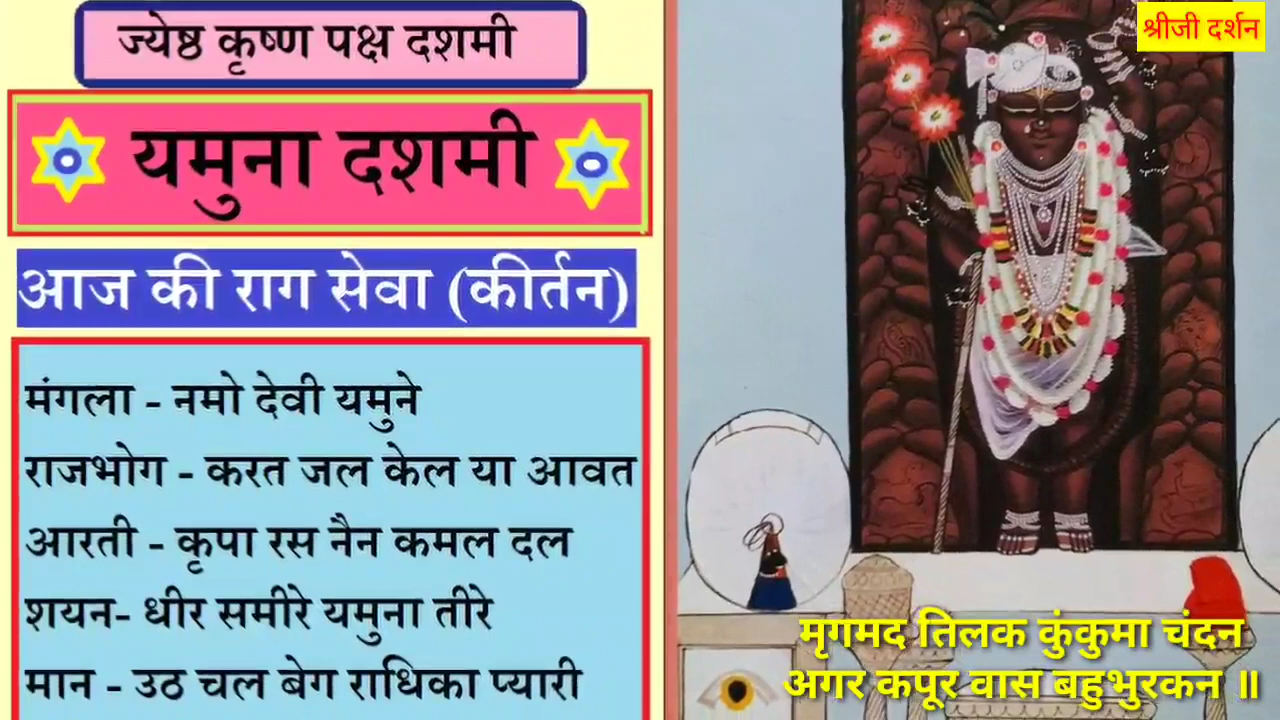 ज्येष्ठ कृष्ण पक्ष दशमी
यमुना दशमी
आज की राग सेवा (कीर्तन)
मंगला - नमो देवी यमुने
राजभोग - करत जल केल या आवत
आरती - कृपा रस नैन कमल दल
शयन- धीर समीरे यमुना तीरे
मान - उठ चल बेग राधिका प्यारी
श्रीजी दर्शन
मृगमद तिलक कुंकुमा चंदन
अगर कपूर वास बहुभुरकन ॥